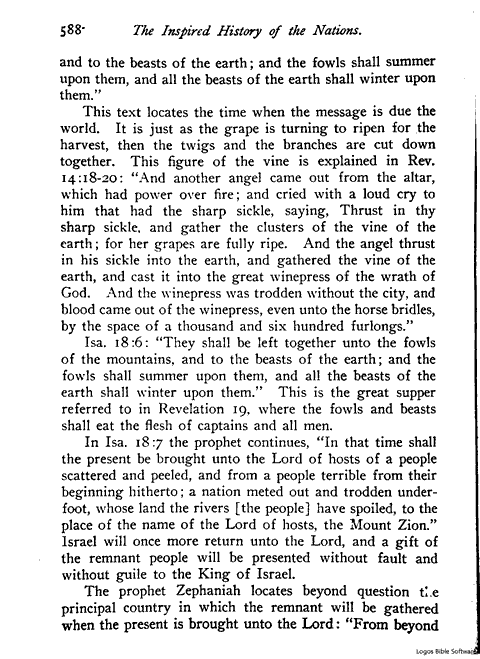 588· The Inspired History of the Nations.
and to the beasts of the earth; and the fowls shall summer
upon them, and all the beasts of the earth shall winter upon
them."
This text locates the time when the message is due the
world. It is just as the grape is turning to ripen for the
harvest, then the twigs and the branches are cut down
together. This figure of the vine is explained in Rev.
14:18-20: "And another angel came out from the altar,
which had power over fire; and cried with a loud cry to
him that had the sharp sickle, saying, Thrust in thy
sharp sickle, and gather the clusters of the vine of the
earth; for her grapes are fully ripe. And the angel thrust
in his sickle into the earth, and gathered the vine of the
earth, and cast it into the great winepress of the wrath of
God. And the winepress was trodden without the city, and
blood came out of the winepress, even unto the horse bridles,
by the space of a thousand and six hundred furlongs."
Isa. 18:6: "They shall be left together unto the fowls
of the mountains, and to the beasts of the earth; and the
fowls shall summer upon them, and all the beasts of the
earth shall winter upon them." This is the great supper
referred to in Revelation 19, where the fowls and beasts
shall eat the flesh of captains and all men.
In Isa. 18:7 the prophet continues, "In that time shall
the present be brought unto the Lord of hosts of a people
scattered and peeled, and from a people terrible from their
beginning hitherto; a nation meted out and trodden under-
foot, whose land the rivers [the people] have spoiled, to the
place of the name of the Lord of hosts, the Mount Zion."
Israel will once more return unto the Lord, and a gift of
the remnant people will be presented without fault and
without guile to the King of Israel.
The prophet Zephaniah locates beyond question the
principal country in which the remnant will be gathered
when the present is brought unto the Lord: "From beyond
Logos Bible Software